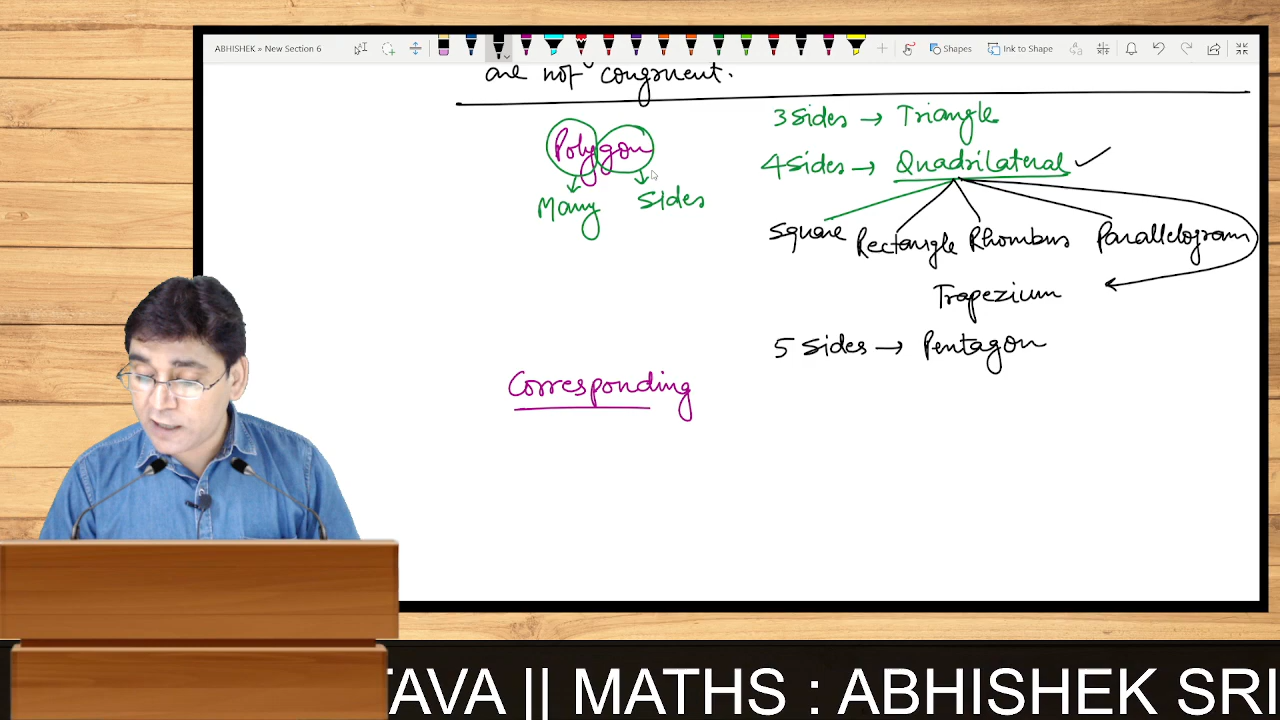 ABHISHEK » New Section 6
Shapes
Ink to Shape
are not congruent.
Polygon
Many
Sides
3 Sides → Triangle
4 Sides → Quadrilateral ✓
Square Rectangle Rhombus Parallelogram
Trapezium
5 Sides → Pentagon
Corresponding
TAVA || MATHS : ABHISHEK SRI